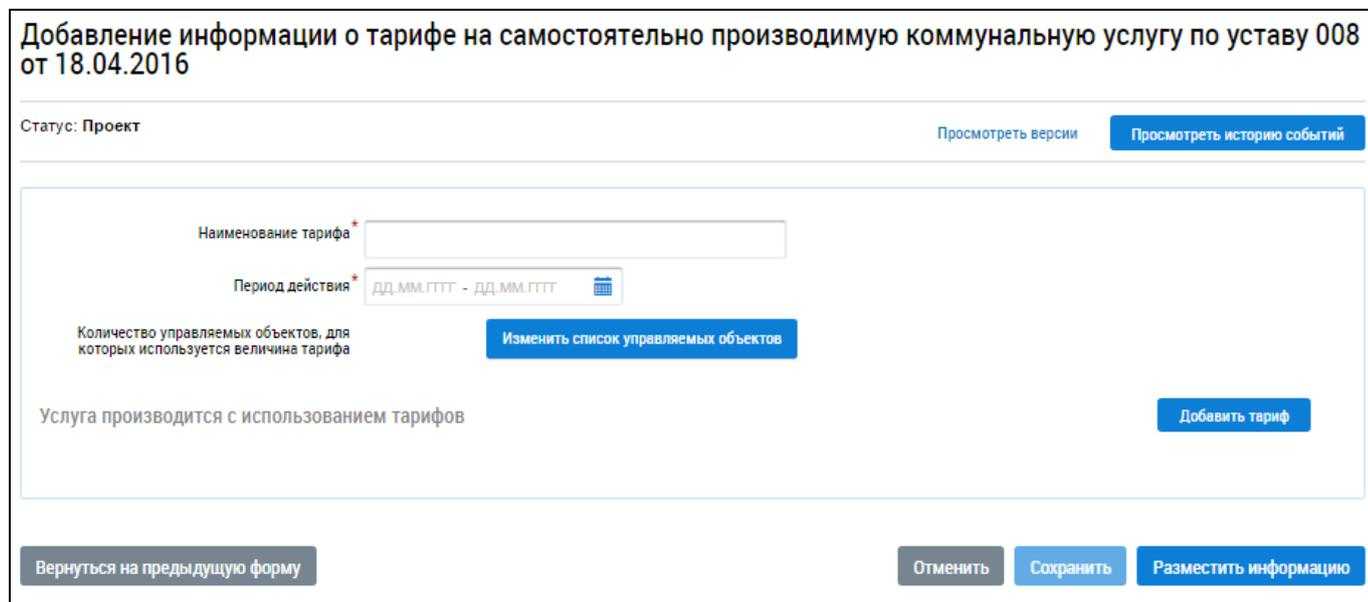 Добавление информации о тарифе на самостоятельно производимую коммунальную услугу по уставу 008
от 18.04.2016
Статус: Проект
Просмотреть версии
Просмотреть историю событий
Наименование тарифа*
Период действия*
ДД.ММ.ГГГГ - ДД.ММ.ГГГГ
Количество управляемых объектов, для
которых используется величина тарифа
Изменить список управляемых объектов
Услуга производится с использованием тарифов
Добавить тариф
Вернуться на предыдущую форму
Отменить
Сохранить
Разместить информацию